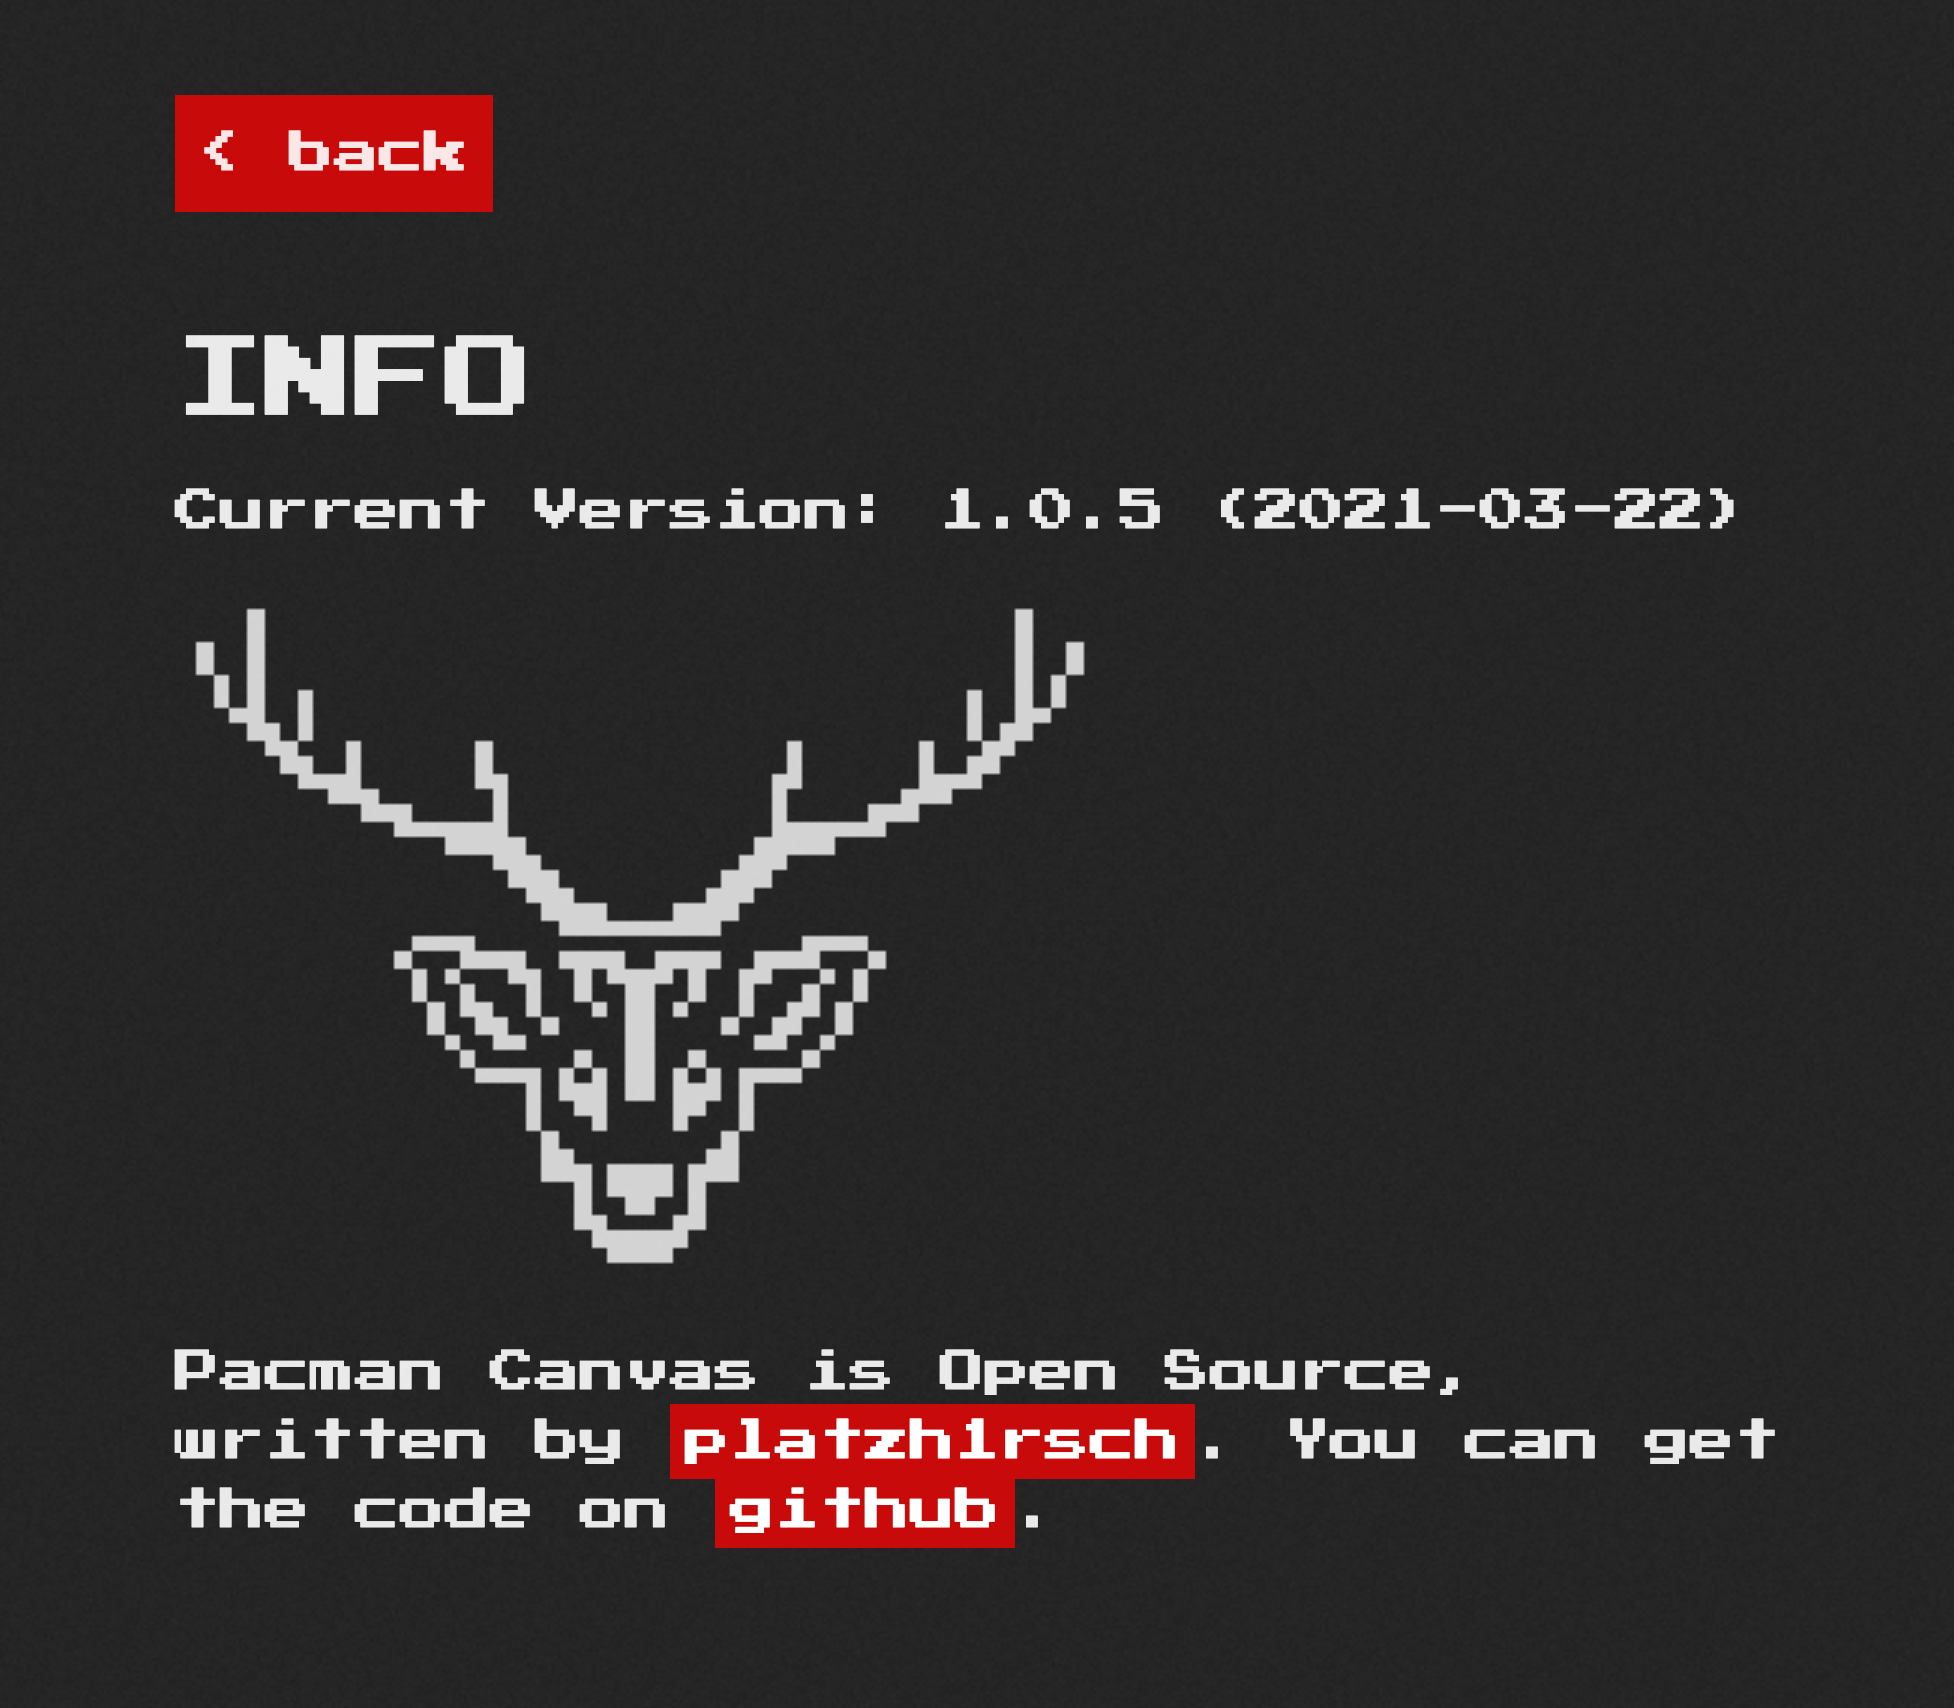 < back
INFO
Current Version: 1.0.5 (2021-03-22)
Pacman Canvas is Open Source,
written by platzh1rsch. You can get
the code on github.